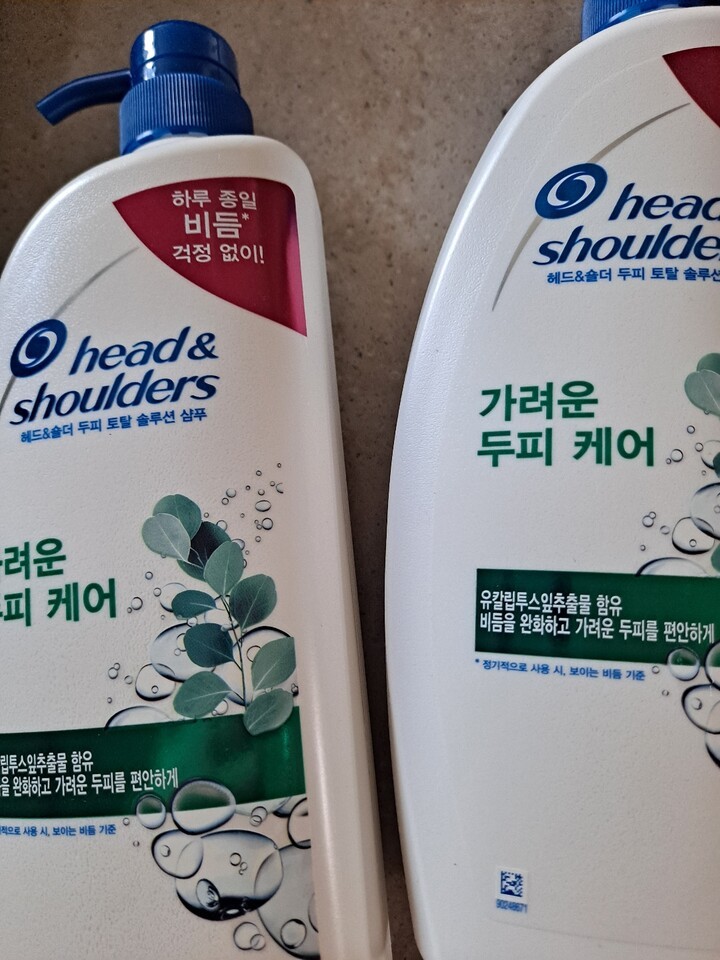 하루 종일
비듬*
걱정 없이!
head &
shoulders
헤드&숄더 두피 토탈 솔루션 샴푸
려운
피 케어
립투스잎추출물 함유
을 완화하고 가려운 두피를 편안하게
적으로 사용 시, 보이는 비듬 기준
head
shoulders
헤드&숄더 두피 토탈 솔루션
가려운
두피 케어
유칼립투스잎추출물 함유
비듬을 완화하고 가려운 두피를 편안하게
* 정기적으로 사용 시, 보이는 비듬 기준
90248671